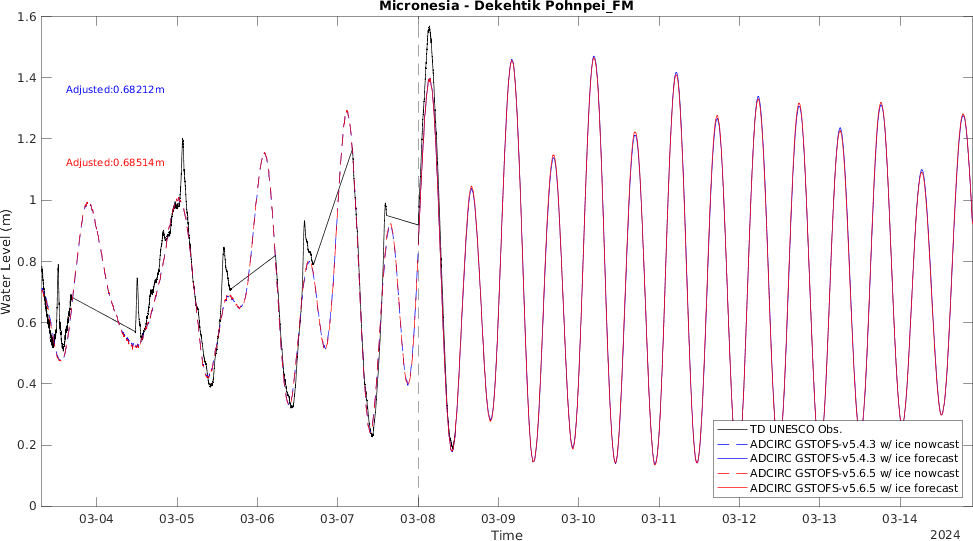 Micronesia - Dekehtik Pohnpei_FM
1.6
1.4
1.2
1
0.8
0.6
0.4
0.2
0
Water Level (m)
Adjusted:0.68212m
Adjusted:0.68514m
TD UNESCO Obs.
ADCIRC GSTOFS-v5.4.3 w/ ice nowcast
ADCIRC GSTOFS-v5.4.3 w/ ice forecast
ADCIRC GSTOFS-v5.6.5 w/ ice nowcast
ADCIRC GSTOFS-v5.6.5 w/ ice forecast
03-04 03-05 03-06 03-07 03-08 03-09 03-10 03-11 03-12 03-13 03-14
Time
2024